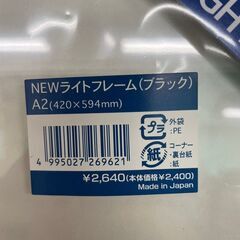 GH
NEWライトフレーム(ブラック)
A2(420×594mm)
プラ
外袋
:PE
紙
コーナー
・裏台紙
:紙
4 995027 269621
¥2,640(本体価格¥2,400)
Made in Japan